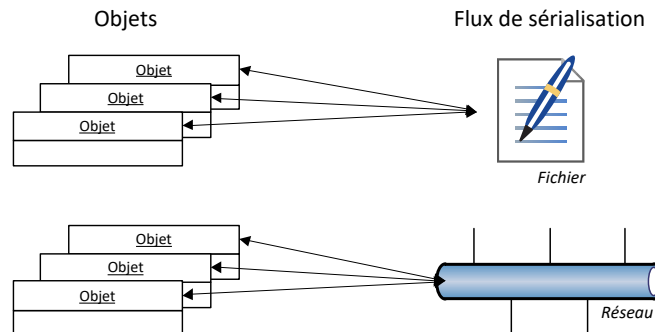 Objets
Flux de sérialisation
Objet
Objet
Objet
Fichier
Objet
Objet
Objet
Réseau